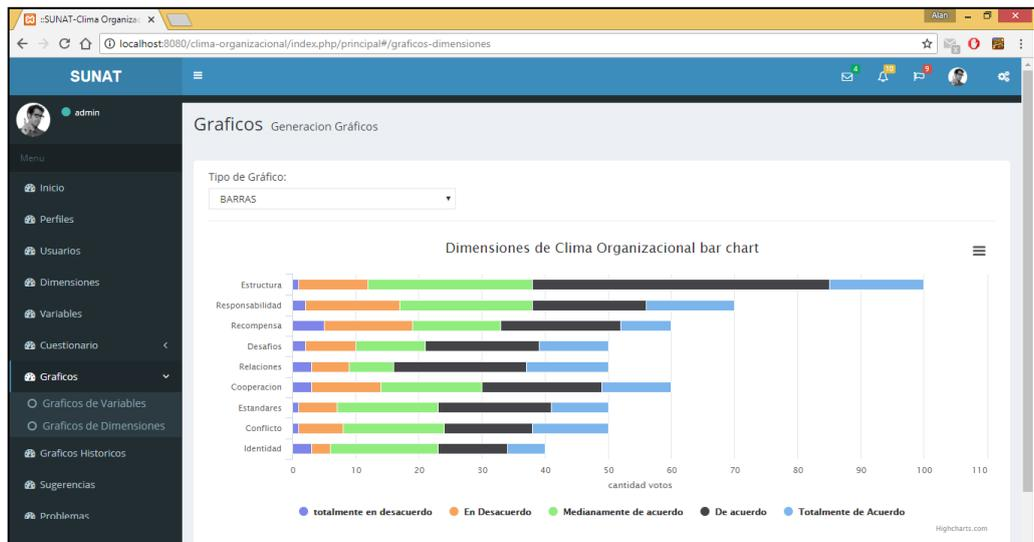 ::SUNAT-Clima Organizac
Alan
localhost:8080/clima-organizacional/index.php/principal#/graficos-dimensiones
SUNAT
4
10
9
admin
Graficos Generacion Gráficos
Menu
Inicio
Perfiles
Usuarios
Dimensiones
Variables
Cuestionario
Graficos
Graficos de Variables
Graficos de Dimensiones
Graficos Historicos
Sugerencias
Problemas
Tipo de Gráfico:
BARRAS
Dimensiones de Clima Organizacional bar chart
Estructura
Responsabilidad
Recompensa
Desafios
Relaciones
Cooperacion
Estandares
Conflicto
Identidad
0 10 20 30 40 50 60 70 80 90 100 110
cantidad votos
totalmente en desacuerdo En Desacuerdo Medianamente de acuerdo De acuerdo Totalmente de Acuerdo
Highcharts.com